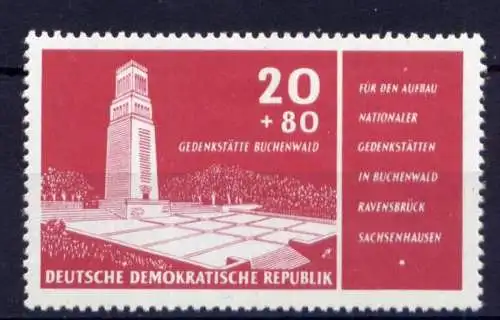 20
+ 80
GEDENKSTÄTTE BUCHENWALD
DEUTSCHE DEMOKRATISCHE REPUBLIK
FÜR DEN AUFBAU
NATIONALER
GEDENKSTÄTTEN
IN BUCHENWALD
RAVENSBRÜCK
SACHSENHAUSEN